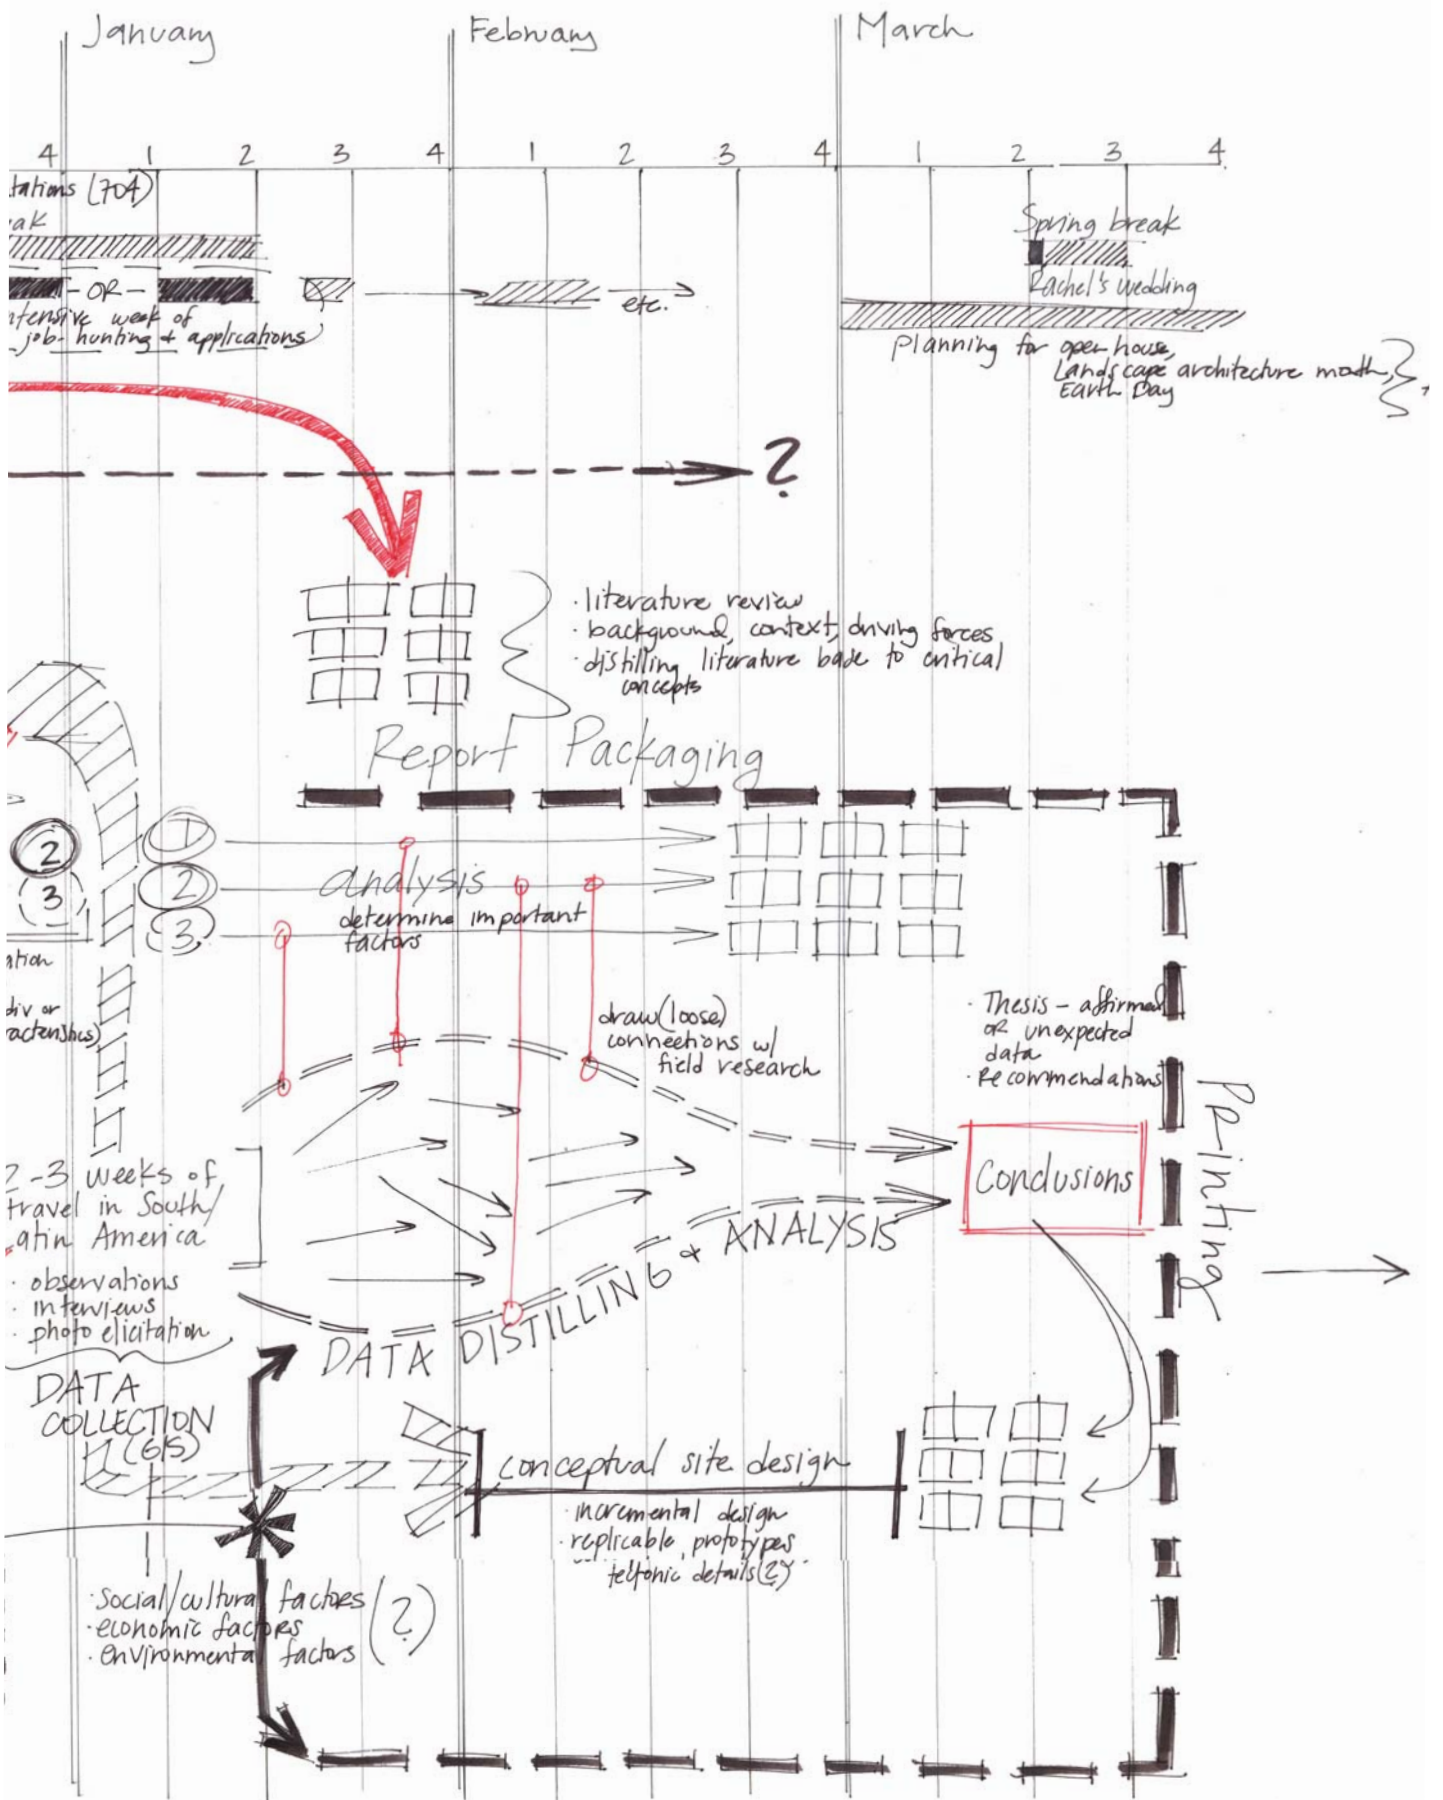 January
February
March
4 1 2 3 4 1 2 3 4 1 2 3 4
tations (704)
ak
- OR -
ntensive week of
job-hunting & applications
etc.
Spring break
Rachel's wedding
Planning for open house,
Landscape architecture month,
Earth Day
?
· literature review
· background, context, driving forces
· distilling literature back to critical
concepts
Report Packaging
2
3
1
2
3
analysis
determine important
factors
ation
div or
racteristics)
draw (loose)
connections w/
field research
· Thesis - affirmed
OR unexpected
data
· Recommendations
Conclusions
Printing
2-3 weeks of
travel in South/
Latin America
· observations
· interviews
· photo elicitation
DATA
COLLECTION
(GIS)
DATA DISTILLING & ANALYSIS
conceptual site design
· incremental design
· replicable prototypes
tectonic details (?)
· social/cultural factors
· economic factors
· environmental factors
(?)